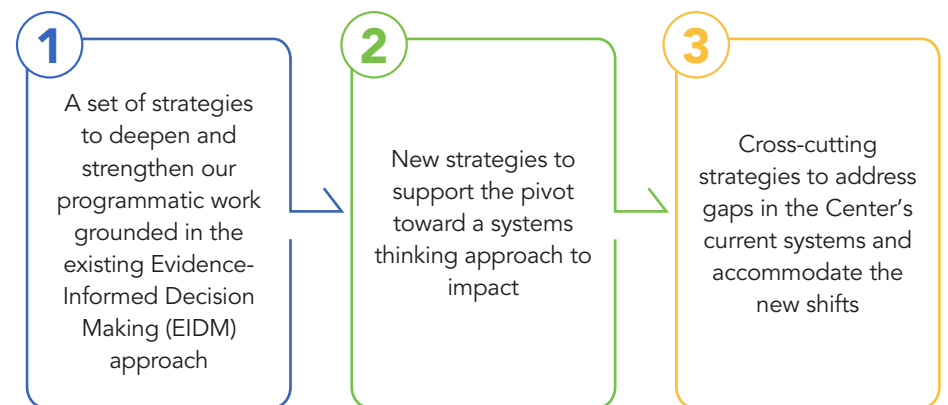 1
A set of strategies
to deepen and
strengthen our
programmatic work
grounded in the
existing Evidence-
Informed Decision
Making (EIDM)
approach
2
New strategies to
support the pivot
toward a systems
thinking approach to
impact
3
Cross-cutting
strategies to address
gaps in the Center’s
current systems and
accommodate the
new shifts